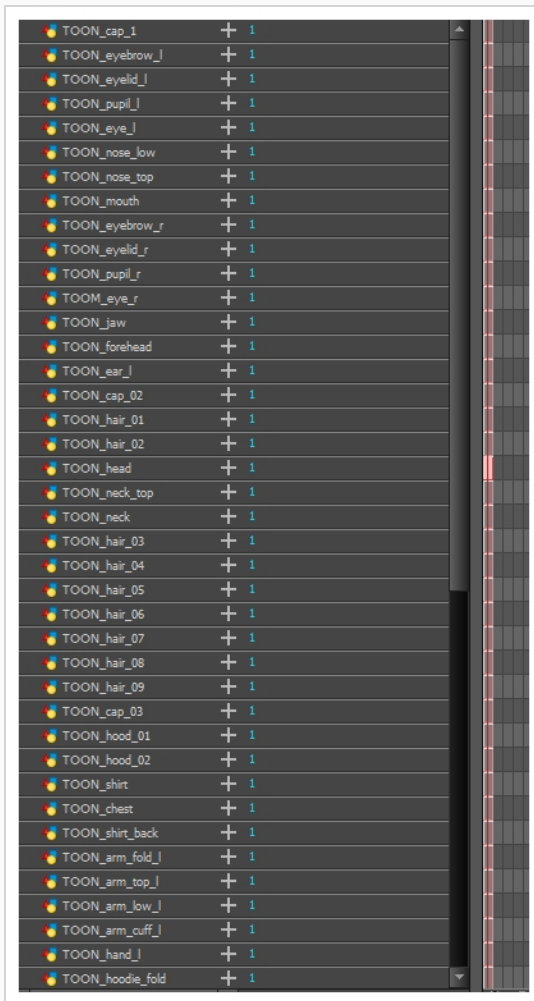 TOON_cap_1 1
TOON_eyebrow_l 1
TOON_eyelid_l 1
TOON_pupil_l 1
TOON_eye_l 1
TOON_nose_low 1
TOON_nose_top 1
TOON_mouth 1
TOON_eyebrow_r 1
TOON_eyelid_r 1
TOON_pupil_r 1
TOOM_eye_r 1
TOON_jaw 1
TOON_forehead 1
TOON_ear_l 1
TOON_cap_02 1
TOON_hair_01 1
TOON_hair_02 1
TOON_head 1
TOON_neck_top 1
TOON_neck 1
TOON_hair_03 1
TOON_hair_04 1
TOON_hair_05 1
TOON_hair_06 1
TOON_hair_07 1
TOON_hair_08 1
TOON_hair_09 1
TOON_cap_03 1
TOON_hood_01 1
TOON_hood_02 1
TOON_shirt 1
TOON_chest 1
TOON_shirt_back 1
TOON_arm_fold_l 1
TOON_arm_top_l 1
TOON_arm_low_l 1
TOON_arm_cuff_l 1
TOON_hand_l 1
TOON_hoodie_fold 1